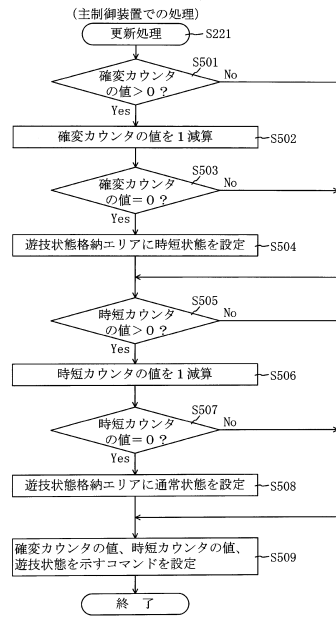 (主制御装置での処理)
更新処理
S221
S501
確変カウンタ
の値>0?
No
Yes
確変カウンタの値を1減算
S502
S503
確変カウンタ
の値=0?
No
Yes
遊技状態格納エリアに時短状態を設定
S504
S505
時短カウンタ
の値>0?
No
Yes
時短カウンタの値を1減算
S506
S507
時短カウンタ
の値=0?
No
Yes
遊技状態格納エリアに通常状態を設定
S508
確変カウンタの値、時短カウンタの値、
遊技状態を示すコマンドを設定
S509
終 了